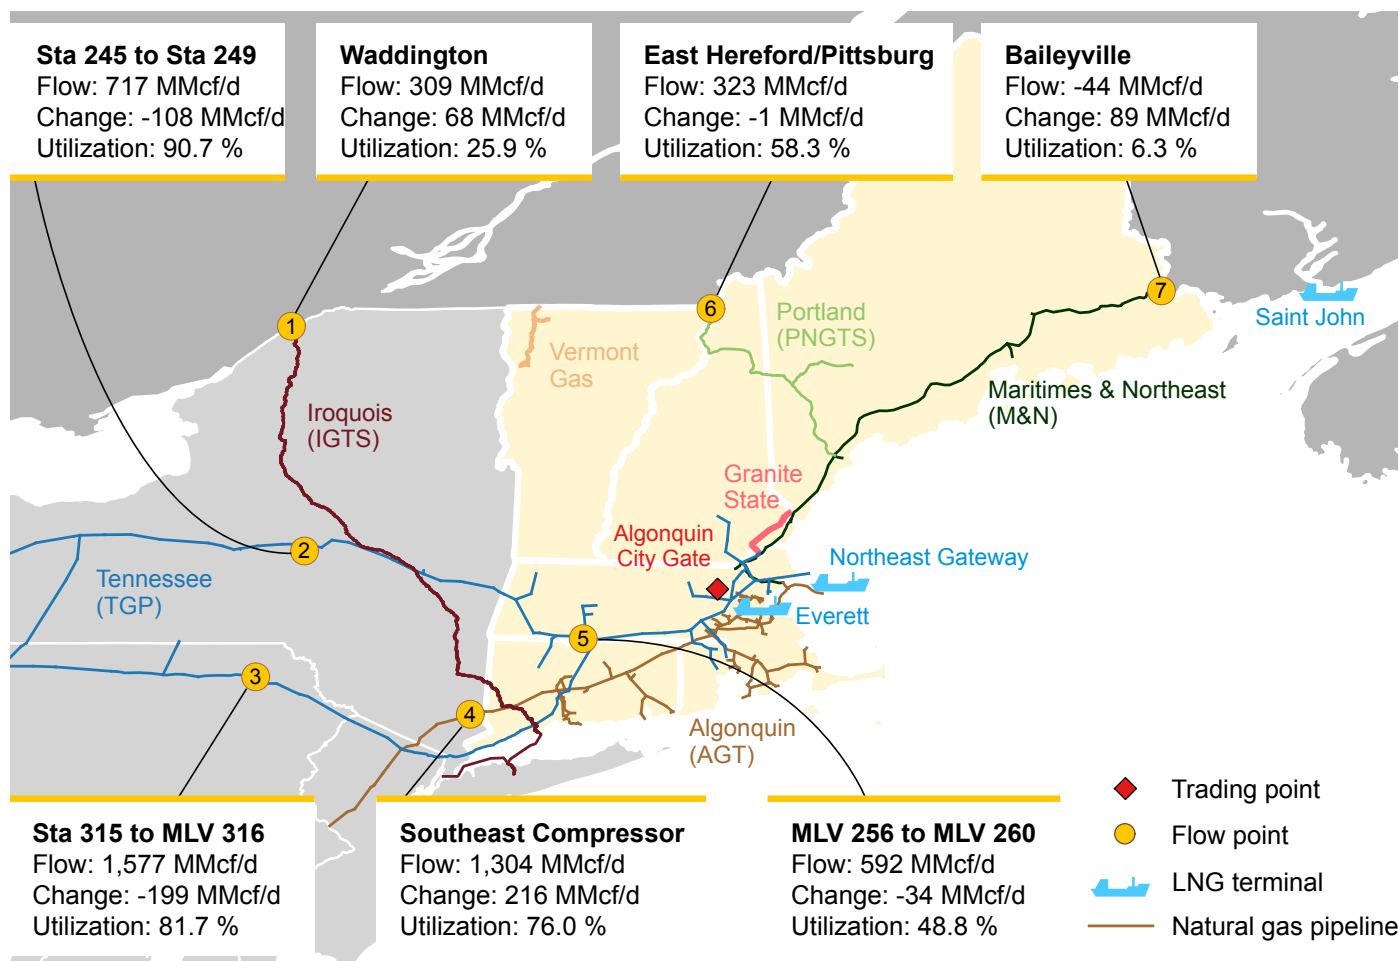 Sta 245 to Sta 249
Flow: 717 MMcf/d
Change: -108 MMcf/d
Utilization: 90.7 %
Waddington
Flow: 309 MMcf/d
Change: 68 MMcf/d
Utilization: 25.9 %
East Hereford/Pittsburg
Flow: 323 MMcf/d
Change: -1 MMcf/d
Utilization: 58.3 %
Baileyville
Flow: -44 MMcf/d
Change: 89 MMcf/d
Utilization: 6.3 %
7
6
1
Saint John
Portland
(PNGTS)
Vermont
Gas
Maritimes & Northeast
(M&N)
Iroquois
(IGTS)
Granite
State
Algonquin
City Gate
2
Northeast Gateway
Tennessee
(TGP)
Everett
5
3
4
Algonquin
(AGT)
Sta 315 to MLV 316
Flow: 1,577 MMcf/d
Change: -199 MMcf/d
Utilization: 81.7 %
Southeast Compressor
Flow: 1,304 MMcf/d
Change: 216 MMcf/d
Utilization: 76.0 %
MLV 256 to MLV 260
Flow: 592 MMcf/d
Change: -34 MMcf/d
Utilization: 48.8 %
Trading point
Flow point
LNG terminal
Natural gas pipeline